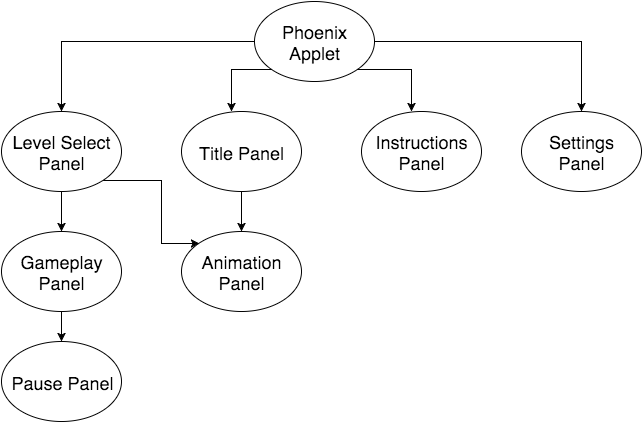 Phoenix
Applet
Level Select
Panel
Title Panel
Instructions
Panel
Settings
Panel
Gameplay
Panel
Animation
Panel
Pause Panel